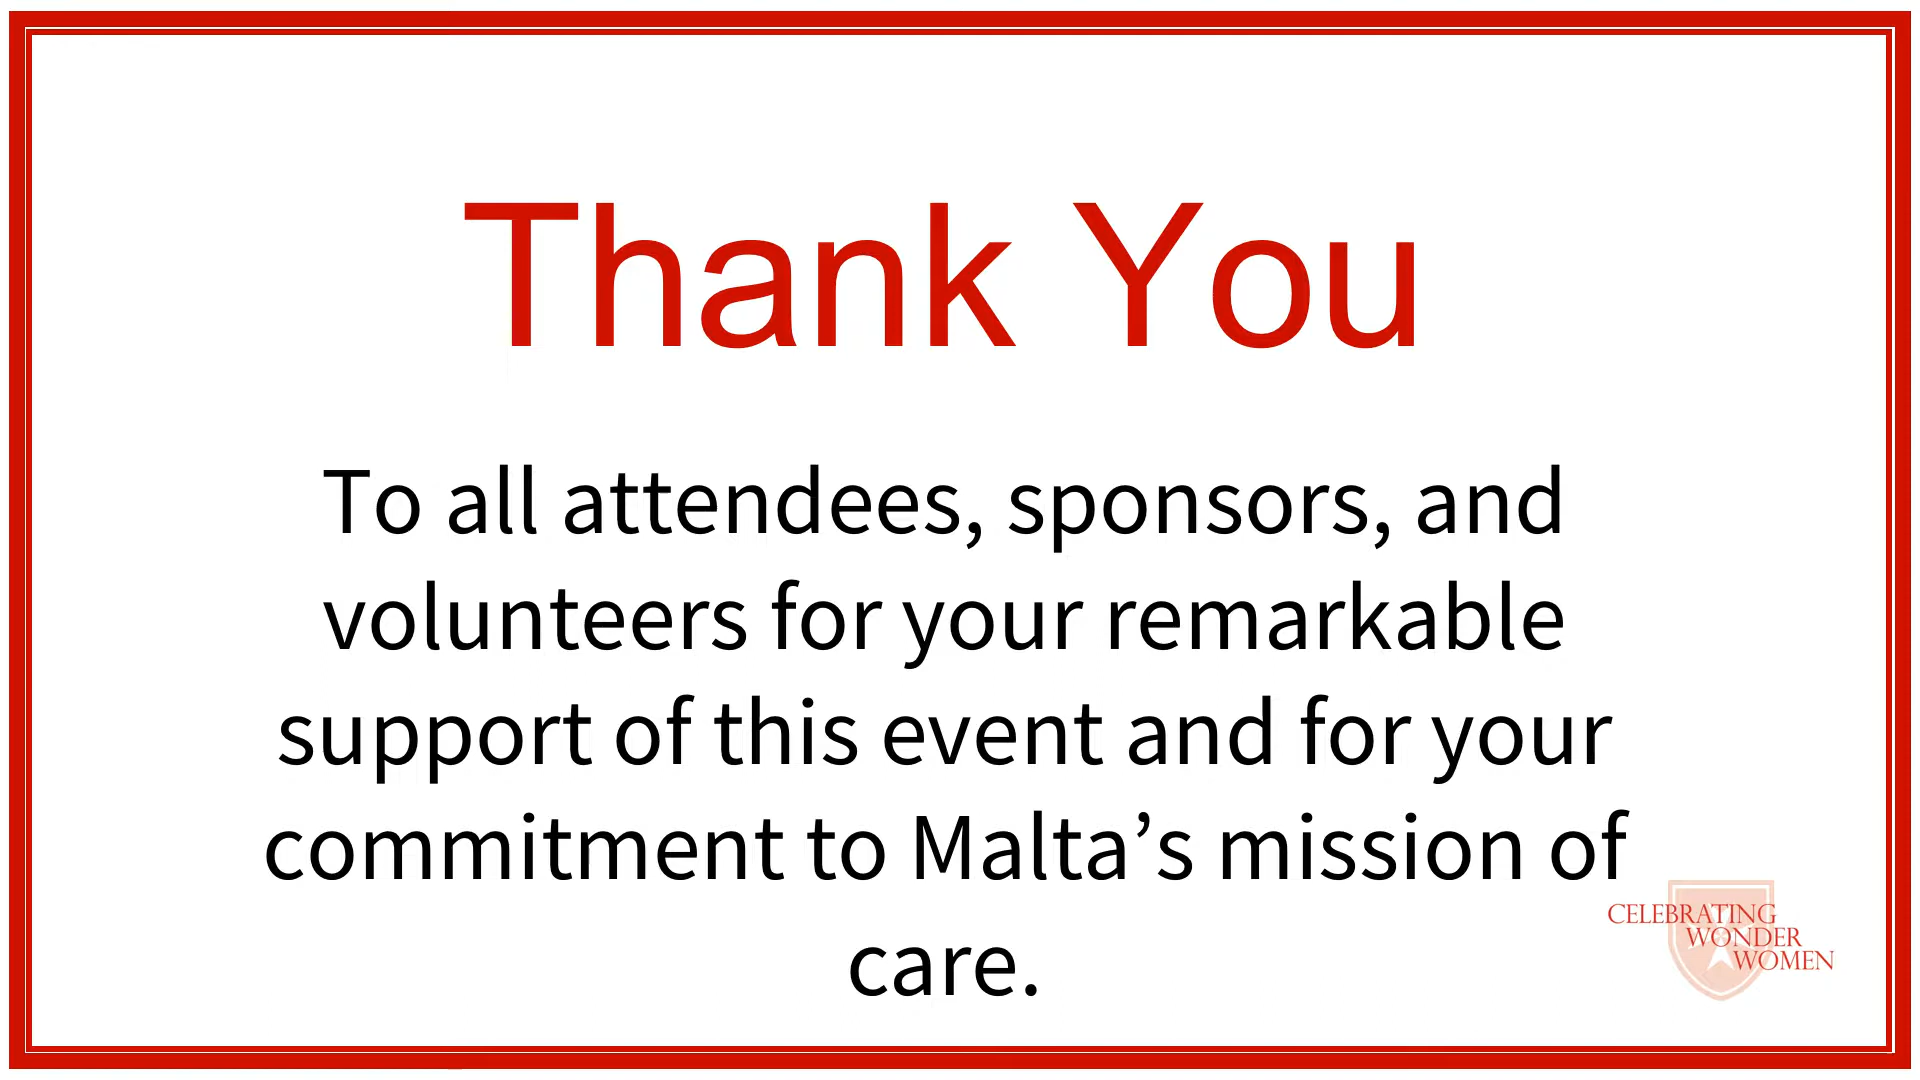 Thank You
To all attendees, sponsors, and
volunteers for your remarkable
support of this event and for your
commitment to Malta’s mission of
care.
CELEBRATING
WONDER
WOMEN